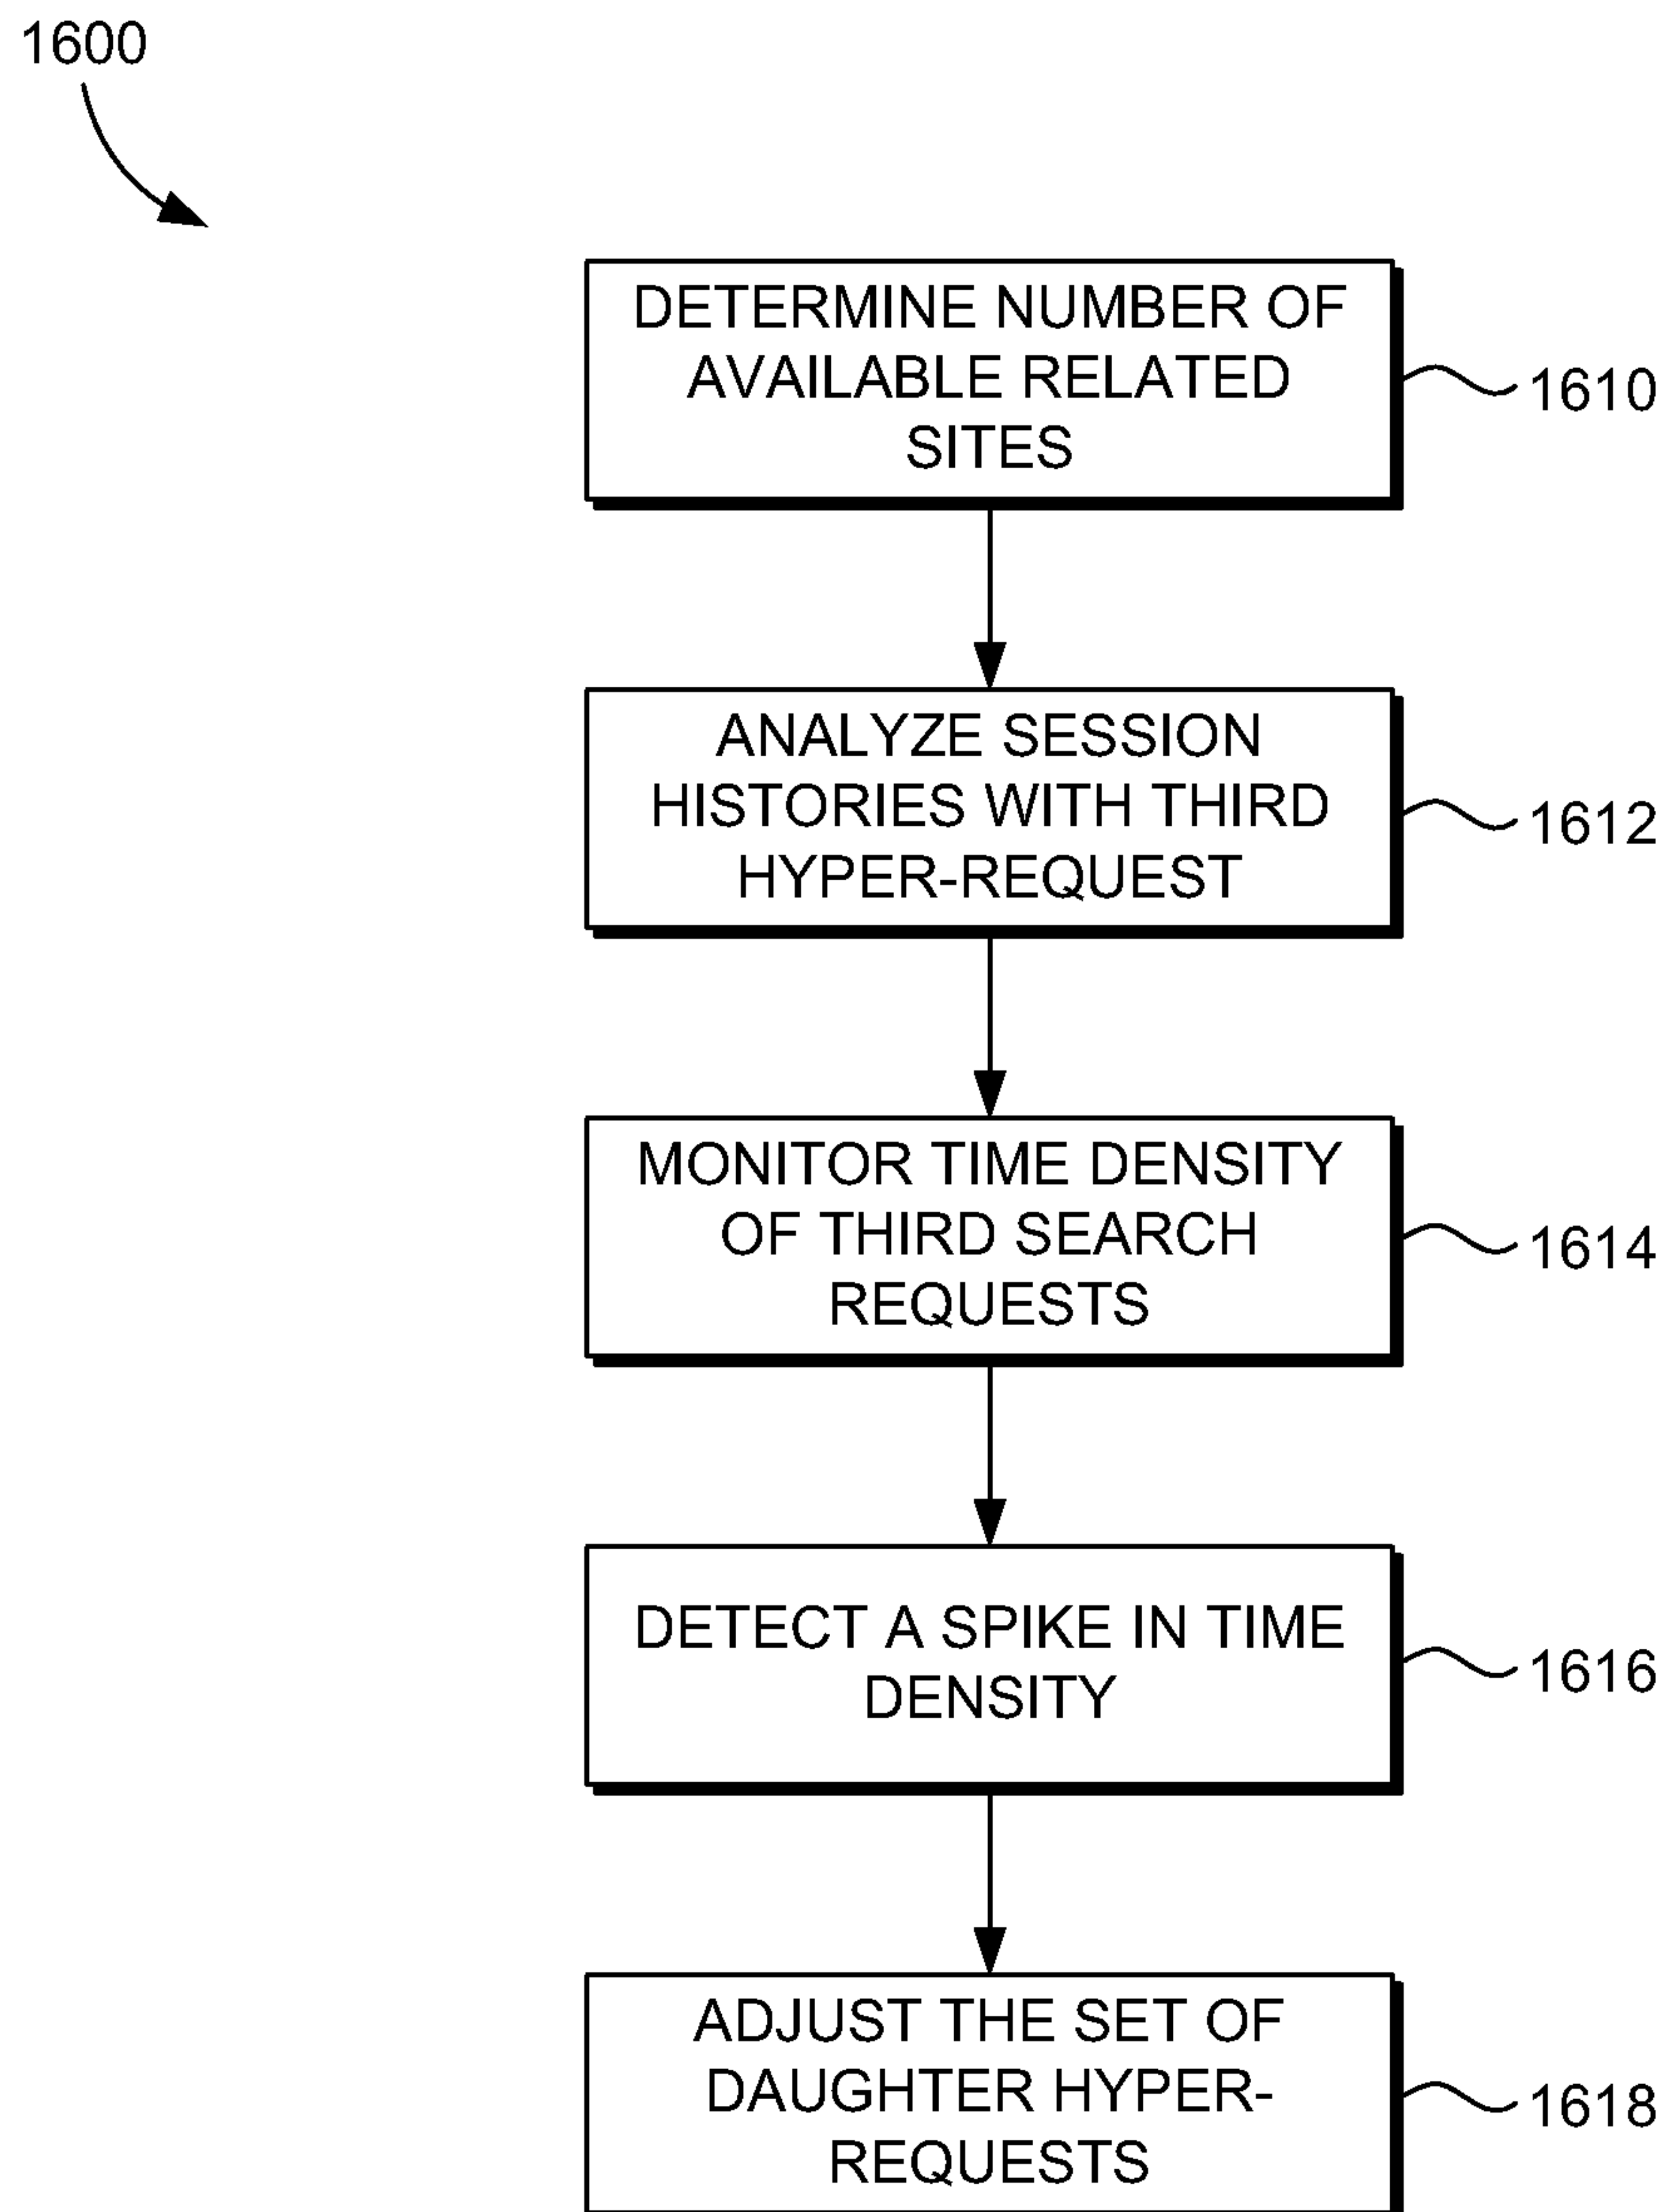 1600
DETERMINE NUMBER OF
AVAILABLE RELATED
SITES
1610
ANALYZE SESSION
HISTORIES WITH THIRD
HYPER-REQUEST
1612
MONITOR TIME DENSITY
OF THIRD SEARCH
REQUESTS
1614
DETECT A SPIKE IN TIME
DENSITY
1616
ADJUST THE SET OF
DAUGHTER HYPER-
REQUESTS
1618